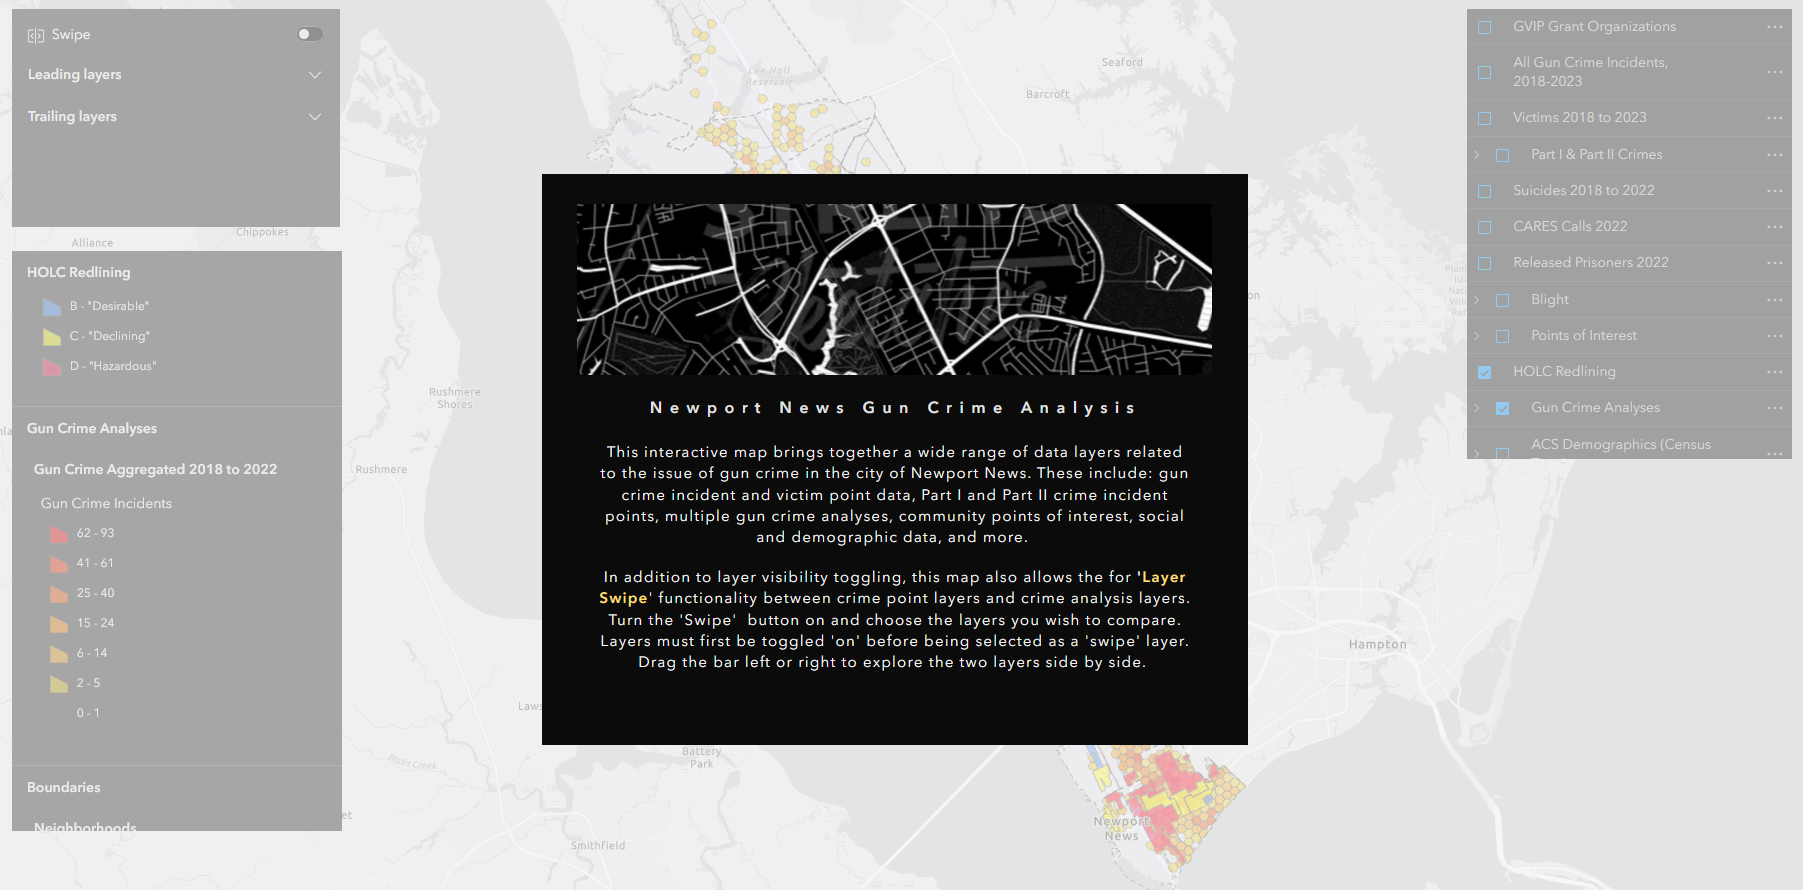 Swipe
Leading layers
Trailing layers
HOLC Redlining
B - "Desirable"
C - "Declining"
D - "Hazardous"
Gun Crime Analyses
Gun Crime Aggregated 2018 to 2022
Gun Crime Incidents
62 - 93
41 - 61
25 - 40
15 - 24
6 - 14
2 - 5
0 - 1
Boundaries
Neighborhoods
Alliance
Chippokes
Rushmere
Shores
Rushmere
Battery
Park
Smithfield
Lee Hall
Reservoir
Seaford
Barcroft
Hampton
Newport
News
Newport News Gun Crime Analysis
This interactive map brings together a wide range of data layers related
to the issue of gun crime in the city of Newport News. These include: gun
crime incident and victim point data, Part I and Part II crime incident
points, multiple gun crime analyses, community points of interest, social
and demographic data, and more.
In addition to layer visibility toggling, this map also allows the for 'Layer
Swipe' functionality between crime point layers and crime analysis layers.
Turn the 'Swipe'  button on and choose the layers you wish to compare.
Layers must first be toggled 'on' before being selected as a 'swipe' layer.
Drag the bar left or right to explore the two layers side by side.
GVIP Grant Organizations
All Gun Crime Incidents,
2018-2023
Victims 2018 to 2023
Part I & Part II Crimes
Suicides 2018 to 2022
CARES Calls 2022
Released Prisoners 2022
Blight
Points of Interest
HOLC Redlining
Gun Crime Analyses
ACS Demographics (Census